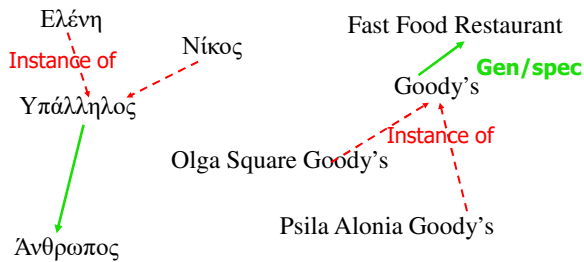 Ελένη
Instance of
Νίκος
Υπάλληλος
Άνθρωπος
Fast Food Restaurant
Gen/spec
Goody's
Instance of
Olga Square Goody's
Psila Alonia Goody's